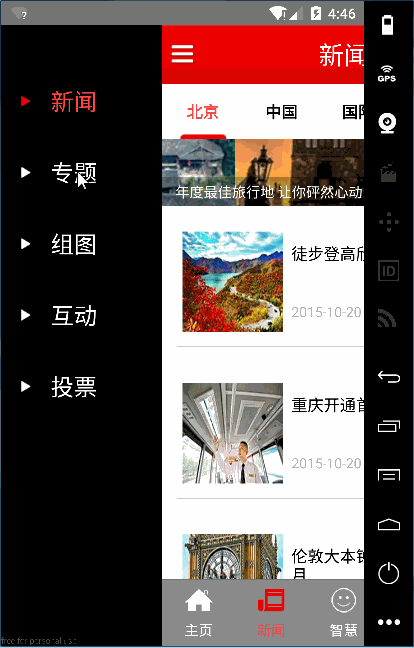 4:46
新闻
专题
组图
互动
投票
新闻
北京
中国
年度最佳旅行地 让你砰然心动
徒步登高欣
2015-10-20
重庆开通首
2015-10-20
伦敦大本钟
月
主页
新闻
智慧
GPS
ID
free for personal use